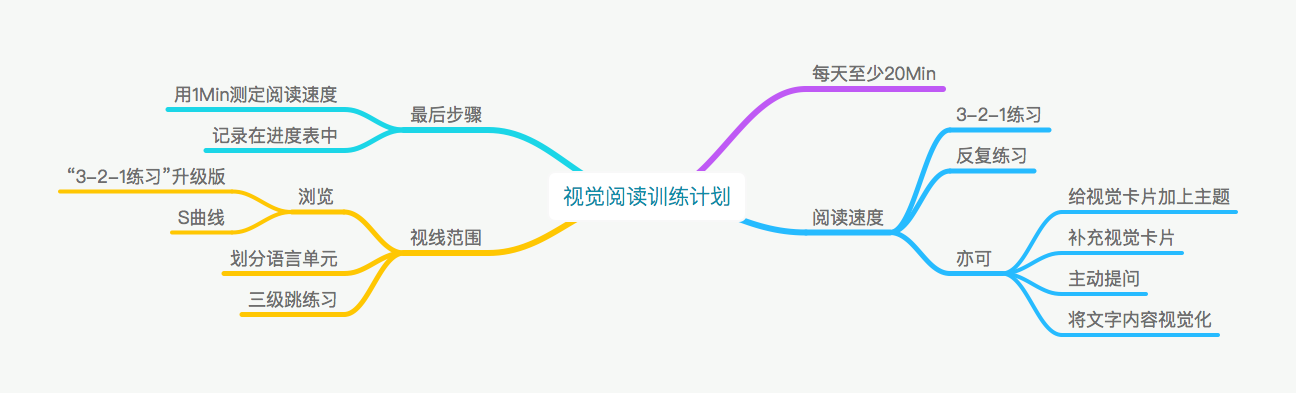 视觉阅读训练计划
每天至少20Min
阅读速度
3-2-1练习
反复练习
亦可
给视觉卡片加上主题
补充视觉卡片
主动提问
将文字内容视觉化
视线范围
浏览
“3-2-1练习”升级版
S曲线
划分语言单元
三级跳练习
最后步骤
用1Min测定阅读速度
记录在进度表中